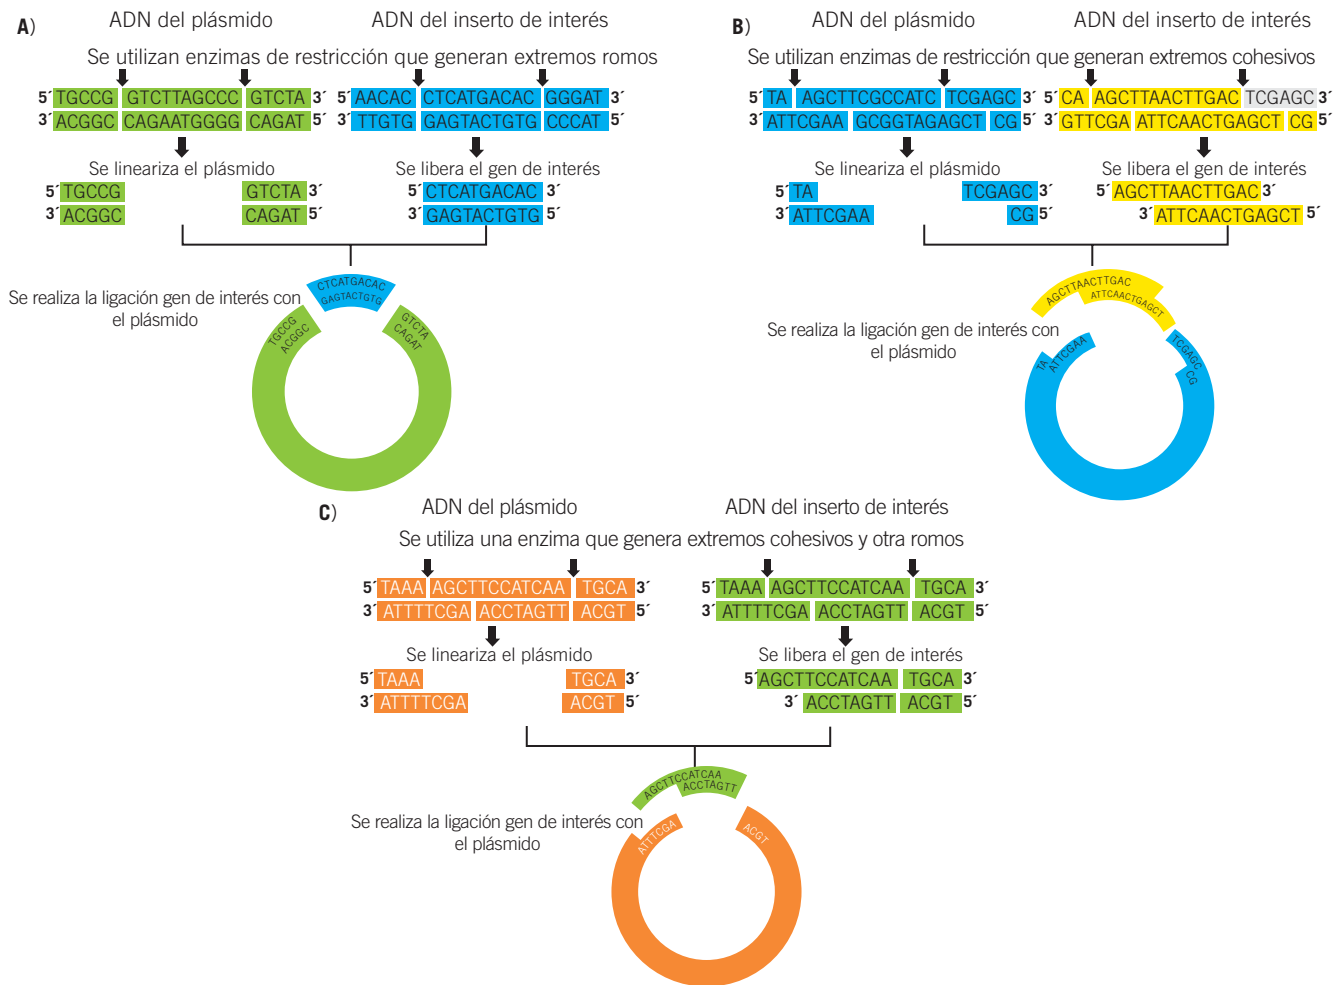 A)
ADN del plásmido
ADN del inserto de interés
Se utilizan enzimas de restricción que generan extremos romos
5´ TGCCG GTCTTAGCCC GTCTA 3´
ACGGC CAGAATGGGG CAGAT
5´ AACAC CTCATGACAC GGGAT 3´
TTGTG GAGTACTGTG CCCAT
Se lineariza el plásmido
Se libera el gen de interés
5´ TGCCG GTCTA 3´
3´ ACGGC CAGAT 5´
5´ CTCATGACAC 3´
3´ GAGTACTGTG 5´
Se realiza la ligación gen de interés con
el plásmido
CTCATGACAC
GAGTACTGTG
TGCCG
ACGGC
GTCTA
CAGAT
B)
ADN del plásmido
ADN del inserto de interés
Se utilizan enzimas de restricción que generan extremos cohesivos
5´ TA AGCTTCGCCATC TCGAGC 3´
3´ ATTCGAA GCGGTAGAGCT CG 5´
5´ CA AGCTTAACTTGAC TCGAGC 3´
3´ GTTCGA ATTCAACTGAGCT CG 5´
Se lineariza el plásmido
Se libera el gen de interés
5´ TA TCGAGC 3´
3´ ATTCGAA CG 5´
5´ AGCTTAACTTGAC 3´
3´ ATTCAACTGAGCT 5´
Se realiza la ligación gen de interés con
el plásmido
AGCTTAACTTGAC
ATTCAACTGAGCT
TA
ATTCGAA
TCGAGC
CG
C)
ADN del plásmido
ADN del inserto de interés
Se utiliza una enzima que genera extremos cohesivos y otra romos
5´ TAAA AGCTTCCATCAA TGCA 3´
3´ ATTTTCGA ACCTAGTT ACGT 5´
5´ TAAA AGCTTCCATCAA TGCA 3´
3´ ATTTTCGA ACCTAGTT ACGT 5´
Se lineariza el plásmido
Se libera el gen de interés
5´ TAAA TGCA 3´
3´ ATTTTCGA ACGT 5´
5´ AGCTTCCATCAA TGCA 3´
3´ ACCTAGTT ACGT 5´
Se realiza la ligación gen de interés con
el plásmido
AGCTTCCATCAA
ACCTAGTT
ATTTCGA
ACGT